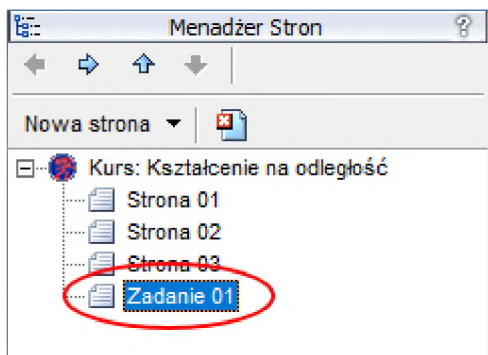 Menadżer Stron
Nowa strona
Kurs: Kształcenie na odległość
Strona 01
Strona 02
Strona 03
Zadanie 01